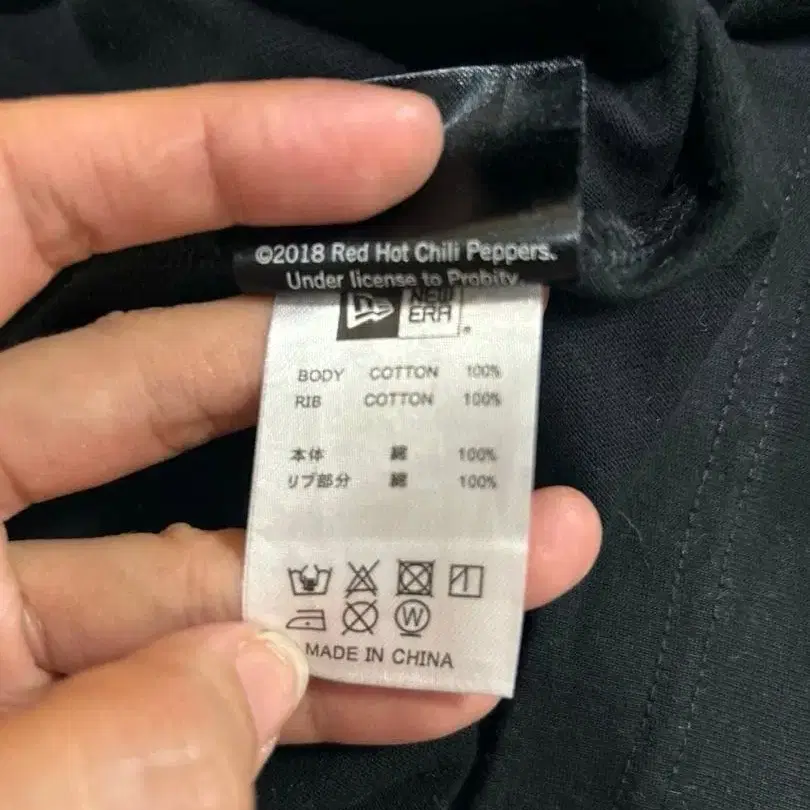 ©2018 Red Hot Chili Peppers.
Under license to Probity.
NEW
ERA
®
BODY COTTON 100%
RIB COTTON 100%
本体 綿 100%
リブ部分 綿 100%
W
MADE IN CHINA